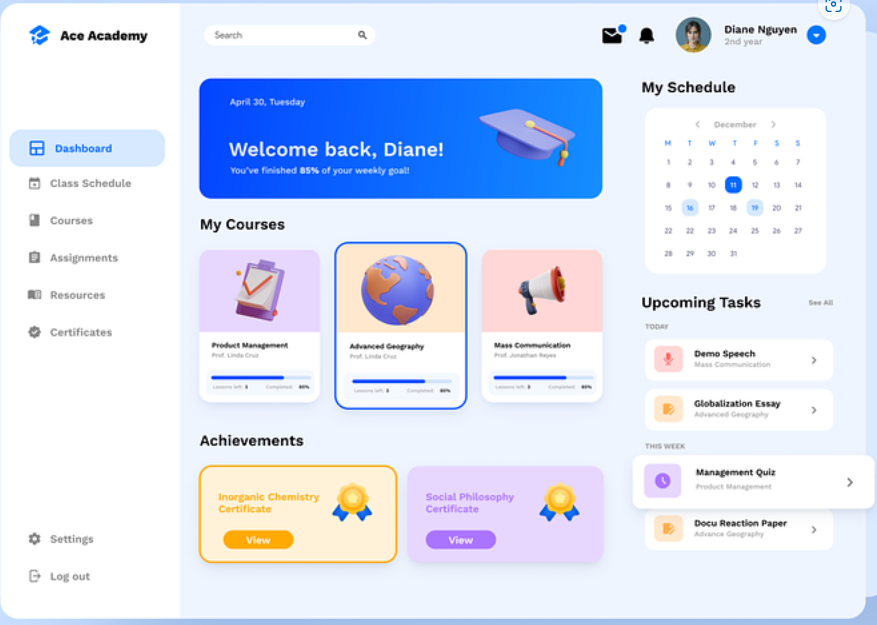 Ace Academy
Search
Diane Nguyen
2nd year
Dashboard
Class Schedule
Courses
Assignments
Resources
Certificates
Settings
Log out
April 30, Tuesday
Welcome back, Diane!
You've finished 85% of your weekly goal!
My Courses
Product Management
Prof. Linda Cruz
Lessons left: 3 Completed: 85%
Advanced Geography
Prof. Linda Cruz
Lessons left: 3 Completed: 85%
Mass Communication
Prof. Jonathan Reyes
Lessons left: 3 Completed: 85%
Achievements
Inorganic Chemistry
Certificate
View
Social Philosophy
Certificate
View
My Schedule
December
M T W T F S S
1 2 3 4 5 6 7
8 9 10 11 12 13 14
15 16 17 18 19 20 21
22 22 23 24 25 26 27
28 29 30 31
Upcoming Tasks
See All
TODAY
Demo Speech
Mass Communication
Globalization Essay
Advanced Geography
THIS WEEK
Management Quiz
Product Management
Docu Reaction Paper
Advance Geography